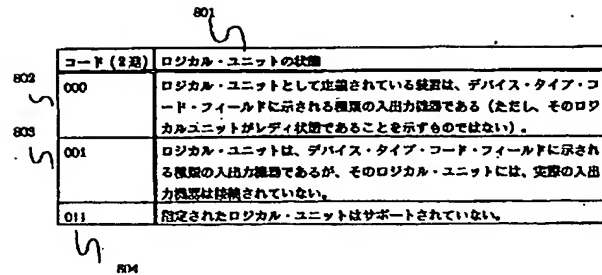 801
コード (2進) ロジカル・ユニットの状態
802
000 ロジカル・ユニットとして定義されている装置は、デバイス・タイプ・コ
ード・フィールドに示される種類の入出力機器である(ただし、そのロジ
カルユニットがレディ状態であることを示すものではない)。
803
001 ロジカル・ユニットは、デバイス・タイプ・コード・フィールドに示され
る種類の入出力機器であるが、そのロジカル・ユニットには、実際の入出
力機器は接続されていない。
011 指定されたロジカル・ユニットはサポートされていない。
804